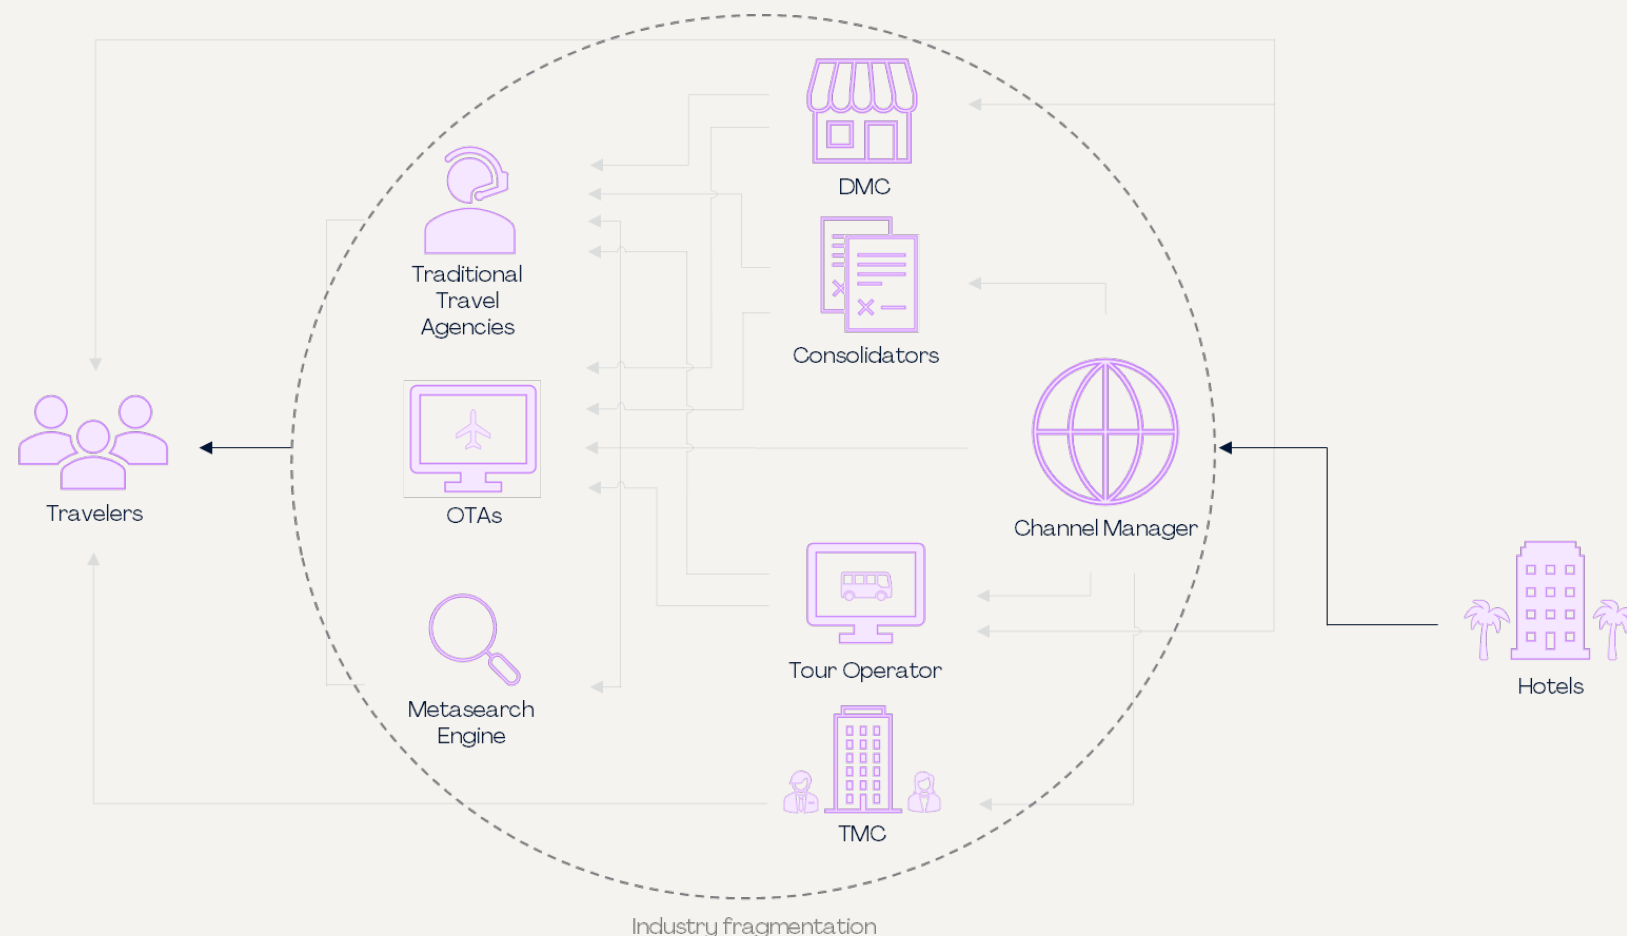 DMC
Traditional
Travel
Agencies
Consolidators
Travelers
OTAs
Channel Manager
Tour Operator
Hotels
Metasearch
Engine
TMC
Industry fragmentation